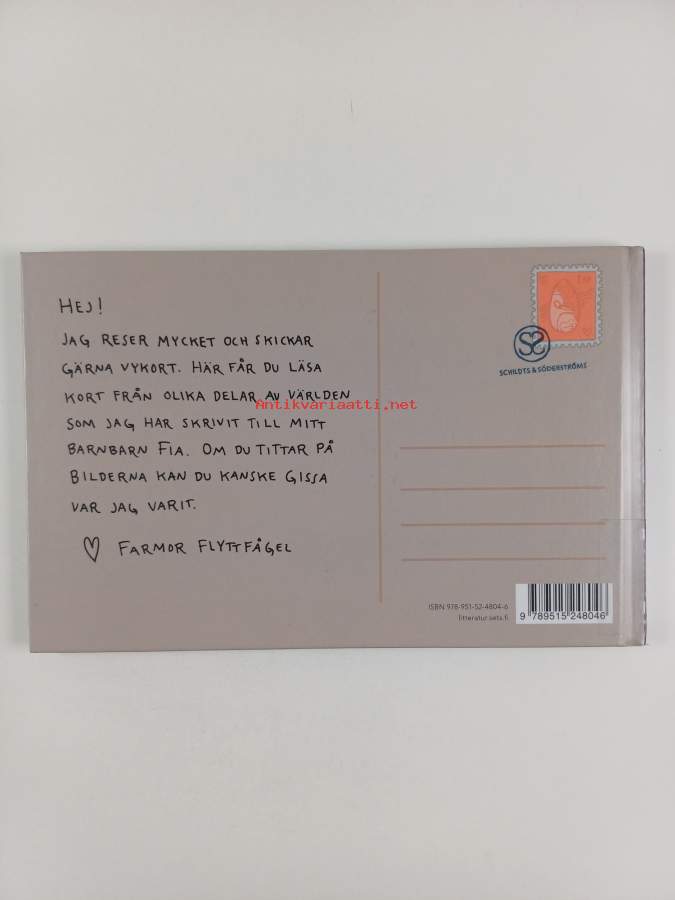 HEJ!
JAG RESER MYCKET OCH SKICKAR
GÄRNA VYKORT. HÄR FÅR DU LÄSA
KORT FRÅN OLIKA DELAR AV VÄRLDEN
SOM JAG HAR SKRIVIT TILL MITT
BARNBARN FIA. OM DU TITTAR PÅ
BILDERNA KAN DU KANSKE GISSA
VAR JAG VARIT.
♡ FARMOR FLYTTFÅGEL
Antikvariaatti.net
SCHILDTS & SÖDERSTRÖMS
ISBN 978-951-52-4804-6
litteratur.sets.fi
9 789515 248046